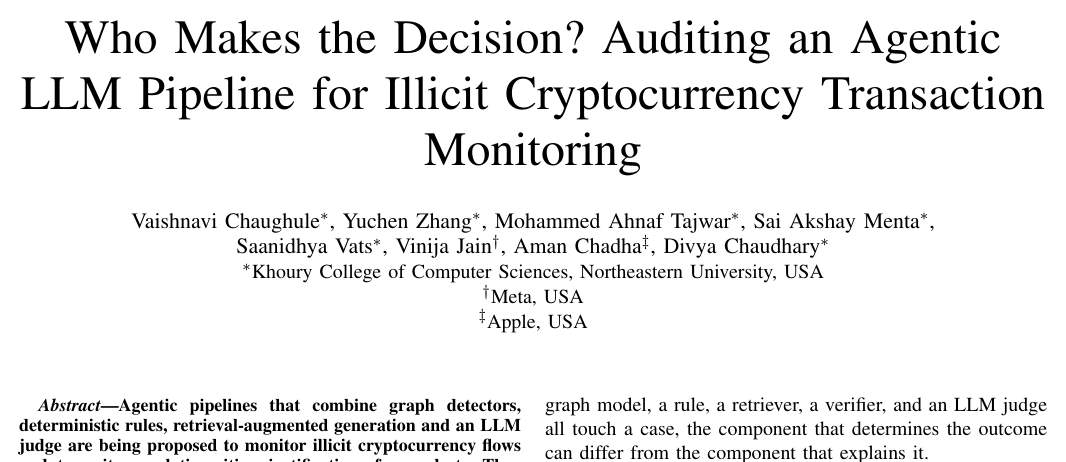 Who Makes the Decision? Auditing an Agentic
LLM Pipeline for Illicit Cryptocurrency Transaction
Monitoring
Vaishnavi Chaughule*, Yuchen Zhang*, Mohammed Ahnaf Tajwar*, Sai Akshay Menta*,
Saanidhya Vats*, Vinija Jain†, Aman Chadha‡, Divya Chaudhary*
*Khoury College of Computer Sciences, Northeastern University, USA
†Meta, USA
‡Apple, USA
Abstract—Agentic pipelines that combine graph detectors,
deterministic rules, retrieval-augmented generation and an LLM
judge are being proposed to monitor illicit cryptocurrency flows
graph model, a rule, a retriever, a verifier, and an LLM judge
all touch a case, the component that determines the outcome
can differ from the component that explains it.